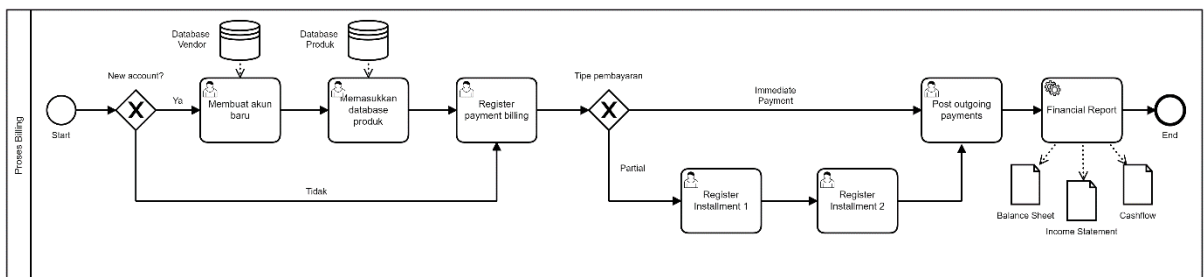 Proses Billing
Start
New account?
Ya
Tidak
Database
Vendor
Membuat akun
baru
Database
Produk
Memasukkan
database
produk
Register
payment billing
Tipe pembayaran
Immediate
Payment
Partial
Register
Installment 1
Register
Installment 2
Post outgoing
payments
Financial Report
Balance Sheet
Income Statement
Cashflow
End